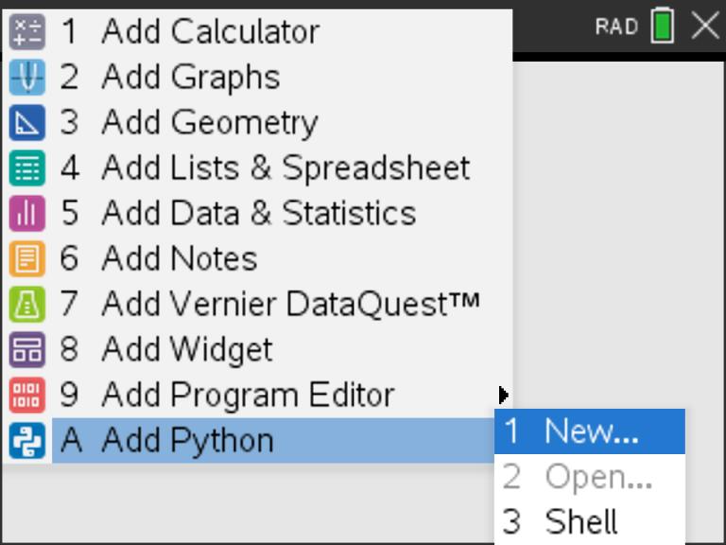 RAD
1 Add Calculator
2 Add Graphs
3 Add Geometry
4 Add Lists & Spreadsheet
5 Add Data & Statistics
6 Add Notes
7 Add Vernier DataQuest™
8 Add Widget
0101
1010
9 Add Program Editor
A Add Python
1 New...
2 Open...
3 Shell